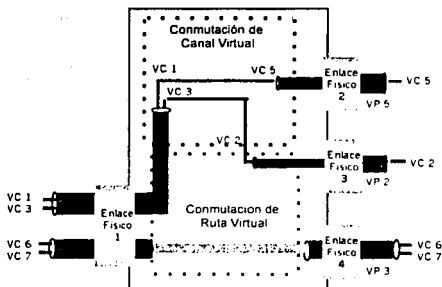 Conmutación de
Canal Virtual
VC 1
VC 5
VC 3
Enlace
Físico
2
VC 5
VP 5
VC 2
Enlace
Físico
3
VC 2
VP 2
VC 1
VC 3
Enlace
Físico
1
VC 6
VC 7
Conmutación de
Ruta Virtual
Enlace
Físico
4
VC 6
VC 7
VP 3